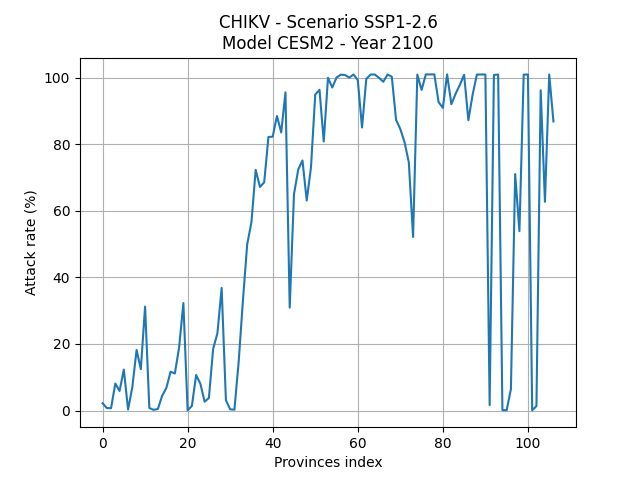 CHIKV - Scenario SSP1-2.6
Model CESM2 - Year 2100
Attack rate (%)
100
80
60
40
20
0
0 20 40 60 80 100
Provinces index